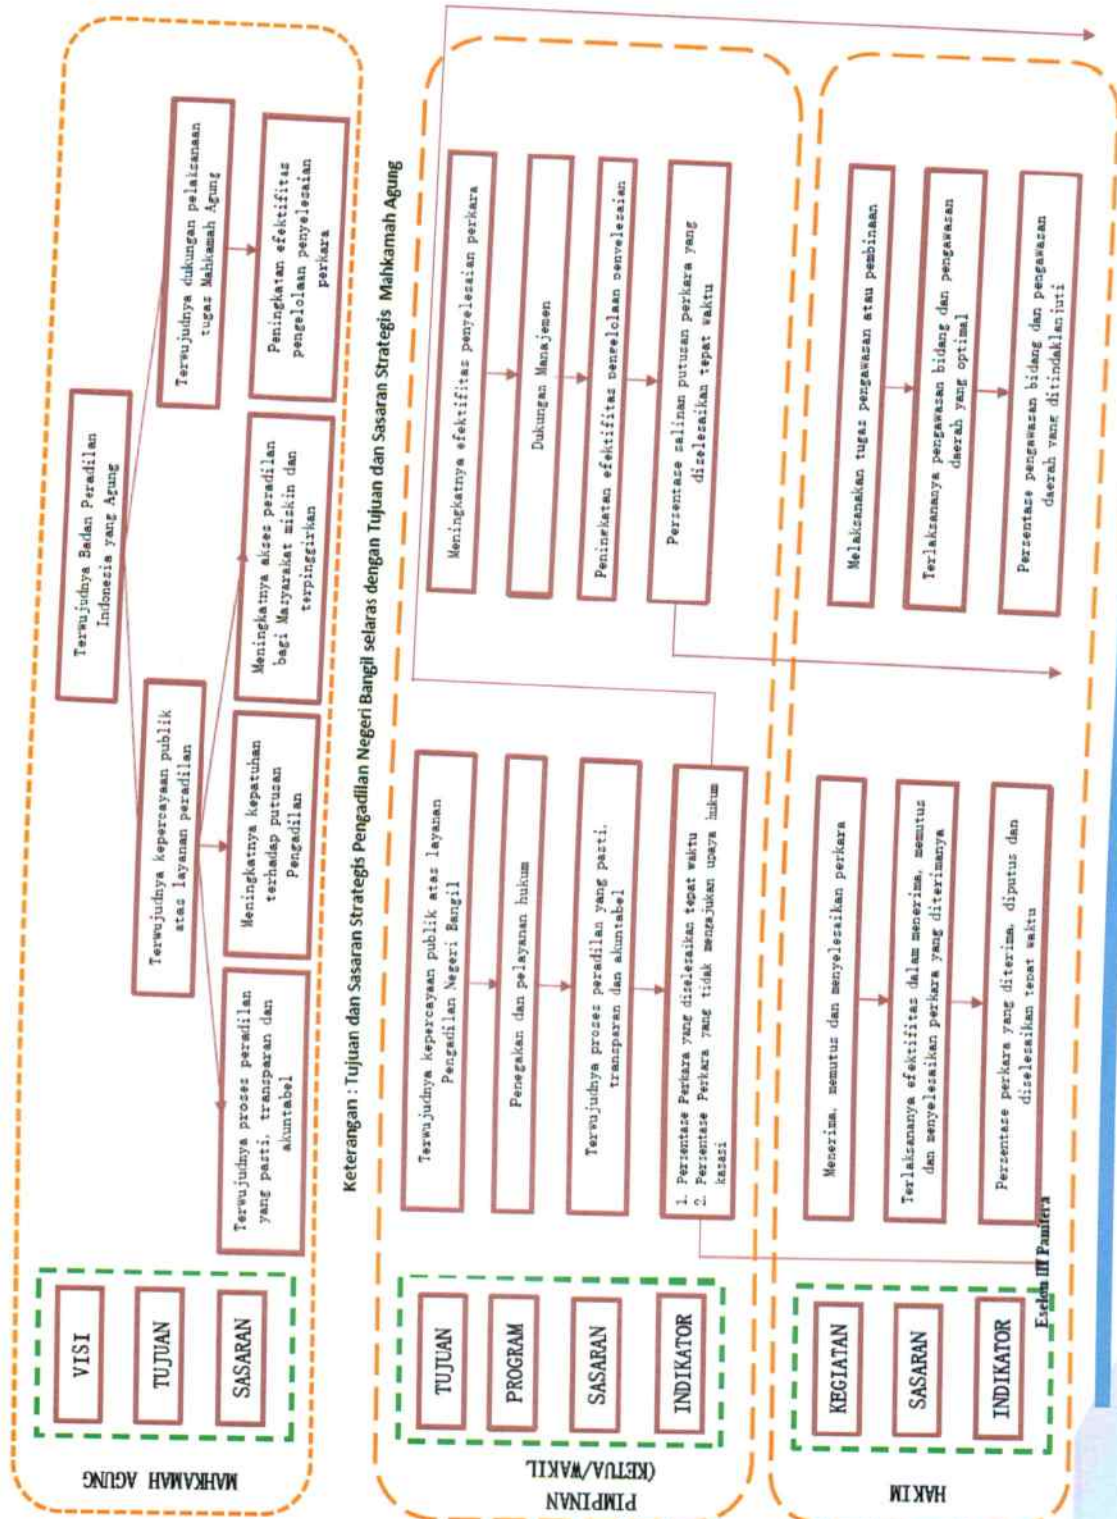 MAHKAMAH AGUNG
VISI
Terwujudnya Badan Peradilan
Indonesia yang Agung
TUJUAN
Terwujudnya kepercayaan publik
atas layanan peradilan
Terwujudnya dukungan pelaksanaan
tugas Mahkamah Agung
SASARAN
Terwujudnya proses peradilan
yang pasti, transparan dan
akuntabel
Meningkatnya kepatuhan
terhadap putusan
Pengadilan
Meningkatnya akses peradilan
bagi Masyarakat miskin dan
terpinggirkan
Peningkatan efektifitas
pengelolaan penyelesaian
perkara
Keterangan : Tujuan dan Sasaran Strategis Pengadilan Negeri Bangil selaras dengan Tujuan dan Sasaran Strategis Mahkamah Agung
PIMPINAN
(KETUA/WAKIL
TUJUAN
Terwujudnya kepercayaan publik atas layanan
Pengadilan Negeri Bangil
Meningkatnya efektifitas penyelesaian perkara
PROGRAM
Penegakan dan pelayanan hukum
Dukungan Manajemen
SASARAN
Terwujudnya proses peradilan yang pasti,
transparan dan akuntabel
Peningkatan efektifitas pengelolaan penyelesaian
INDIKATOR
1. Persentase Perkara yang diselesaikan tepat waktu
2. Persentase Perkara yang tidak mengajukan upaya hukum
kasasi
Persentase salinan putusan perkara yang
diselesaikan tepat waktu
HAKIM
KEGIATAN
Menerima, memutus dan menyelesaikan perkara
Melaksanakan tugas pengawasan atau pembinaan
SASARAN
Terlaksananya efektifitas dalam menerima, memutus
dan menyelesaikan perkara yang diterimanya
Terlaksananya pengawasan bidang dan pengawasan
daerah yang optimal
INDIKATOR
Persentase perkara yang diterima, diputus dan
diselesaikan tepat waktu
Persentase pengawasan bidang dan pengawasan
daerah yang ditindaklanjuti
Eselon III Panitera